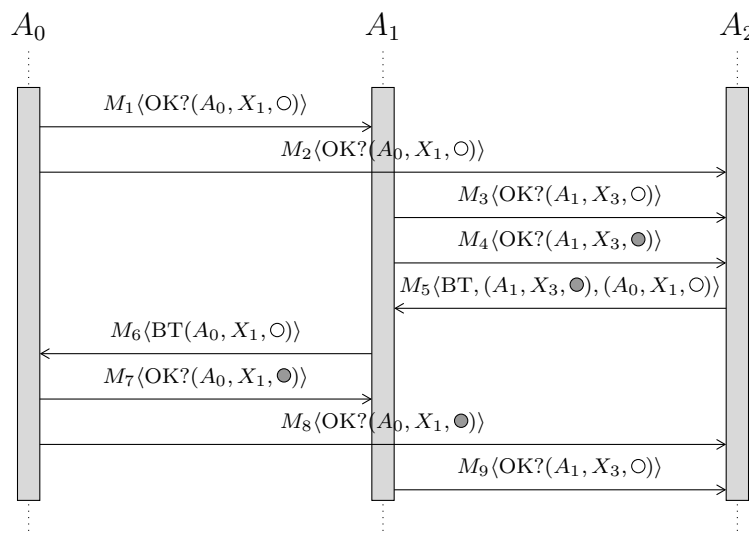 A₀ A₁ A₂
M₁⟨OK?(A₀, X₁, ○)⟩
M₂⟨OK?(A₀, X₁, ○)⟩
M₃⟨OK?(A₁, X₃, ○)⟩
M₄⟨OK?(A₁, X₃, ●)⟩
M₅⟨BT, (A₁, X₃, ●), (A₀, X₁, ○)⟩
M₆⟨BT(A₀, X₁, ○)⟩
M₇⟨OK?(A₀, X₁, ●)⟩
M₈⟨OK?(A₀, X₁, ●)⟩
M₉⟨OK?(A₁, X₃, ○)⟩